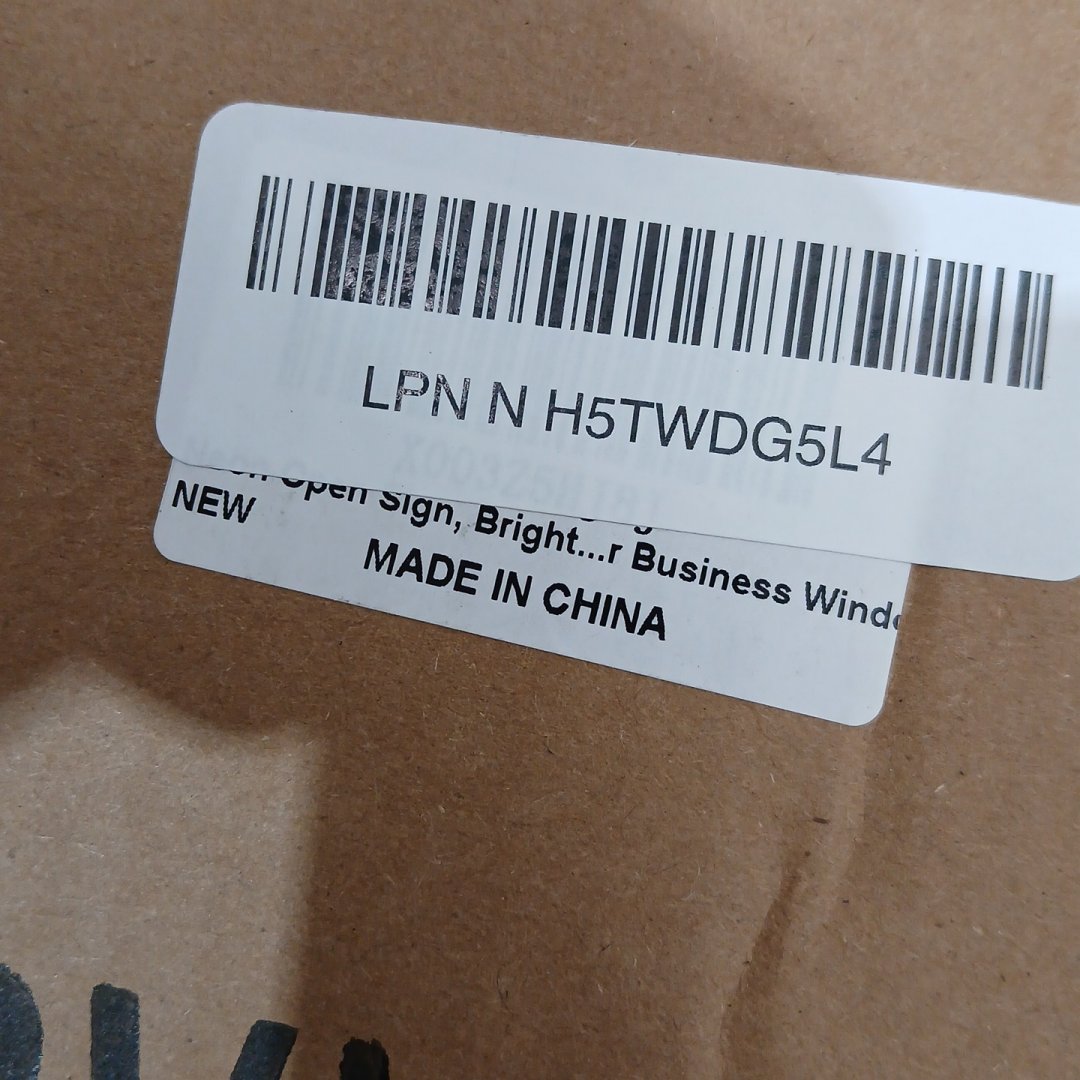 LPN N H5TWDG5L4
Open Sign, Bright...r Business Windo
NEW
MADE IN CHINA